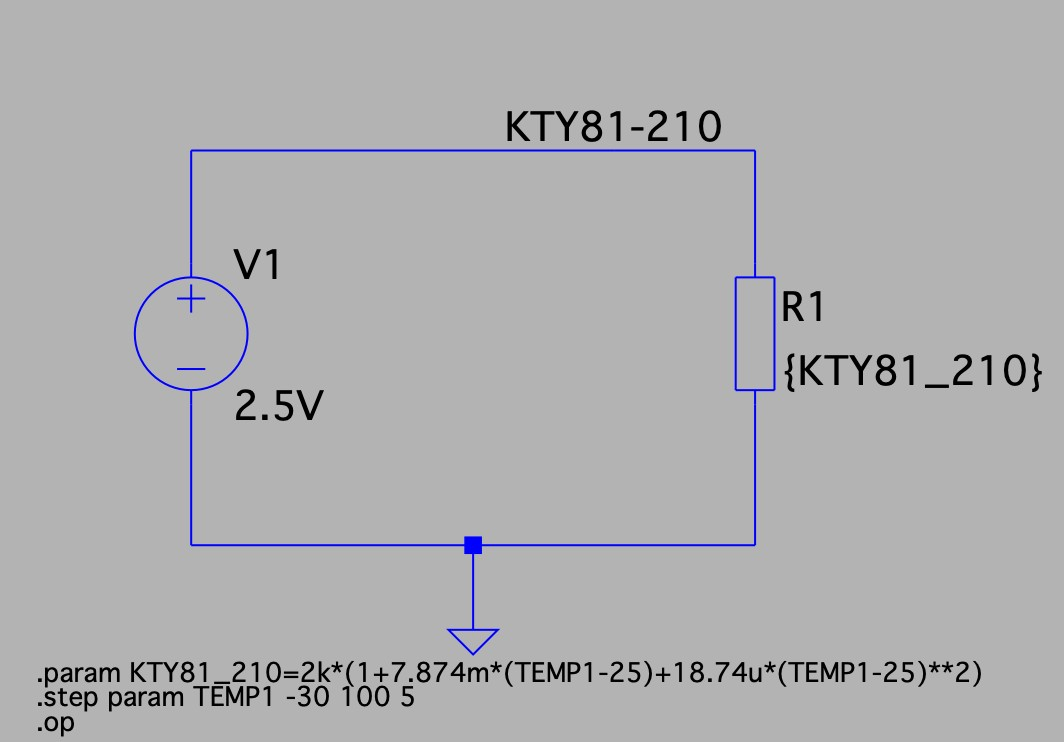 KTY81-210
V1
R1
{KTY81_210}
2.5V
.param KTY81_210=2k*(1+7.874m*(TEMP1-25)+18.74u*(TEMP1-25)**2)
.step param TEMP1 -30 100 5
.op